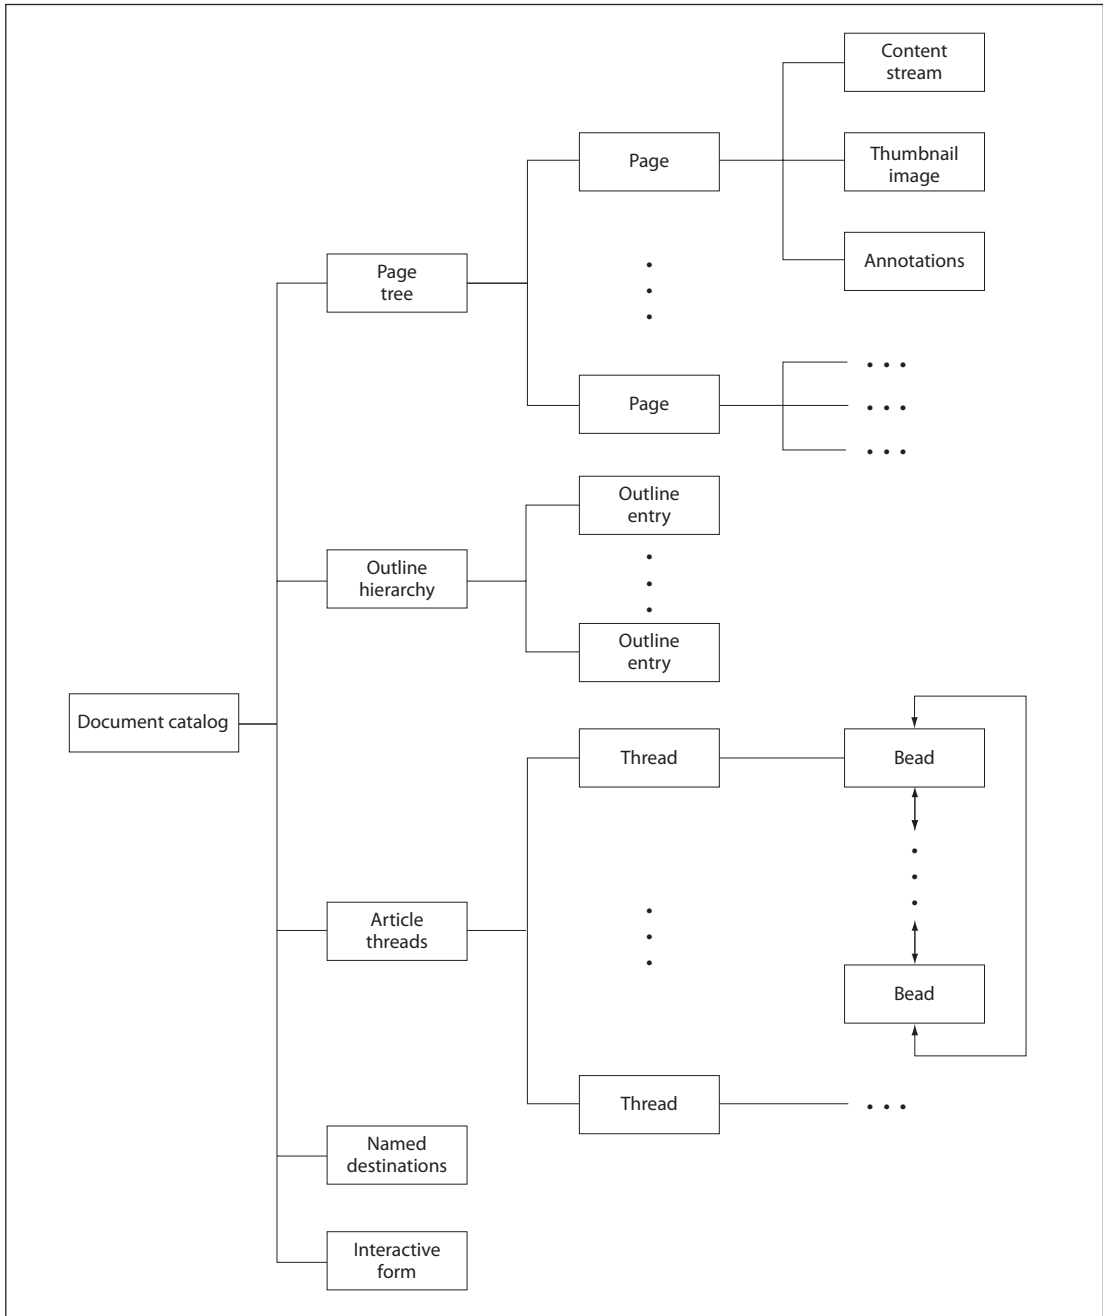 Content
stream
Page
Thumbnail
image
Page
tree
Annotations
Page
Outline
entry
Outline
hierarchy
Outline
entry
Document catalog
Thread
Bead
Article
threads
Bead
Thread
Named
destinations
Interactive
form